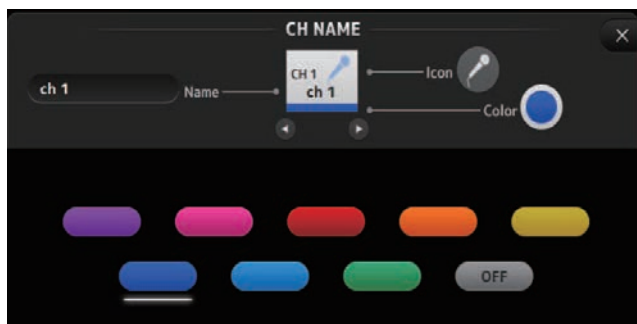 CH NAME
ch 1
Name
CH 1
ch 1
Icon
Color
OFF